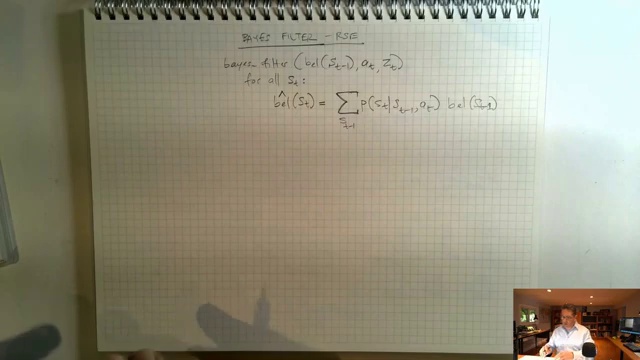 BAYES FILTER - RSE
bayes_filter (bel(S_{t-1}), a_t, z_t)
for all S_t:
b\hat{e}l(S_t) = \sum_{S_{t-1}} P(S_t | S_{t-1}, a_t) bel(S_{t-1})